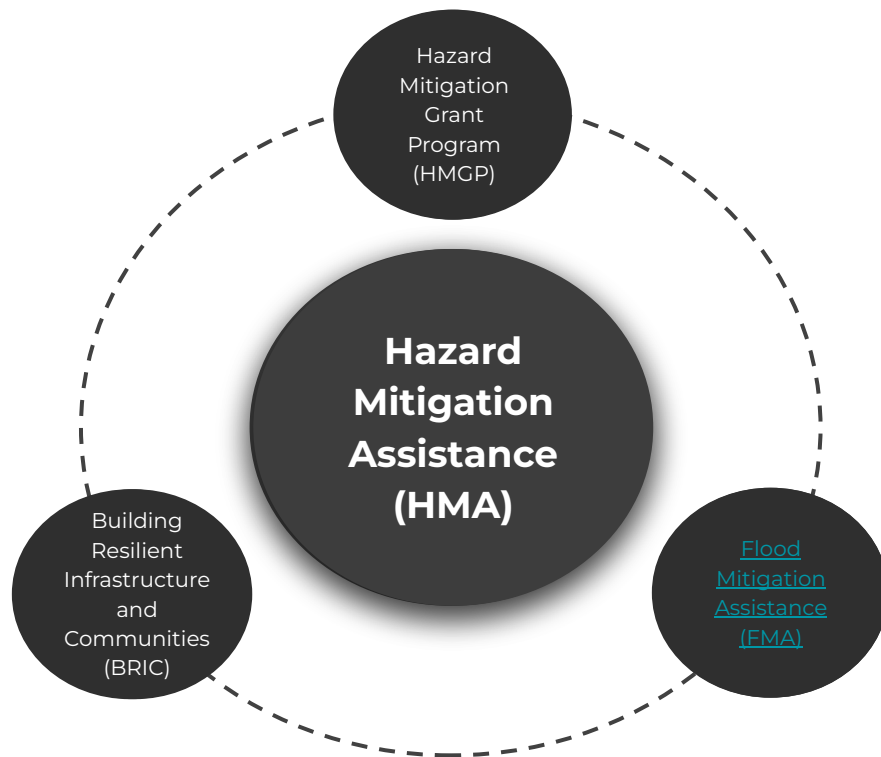 Hazard
Mitigation
Grant
Program
(HMGP)
Hazard
Mitigation
Assistance
(HMA)
Building
Resilient
Infrastructure
and
Communities
(BRIC)
Flood
Mitigation
Assistance
(FMA)